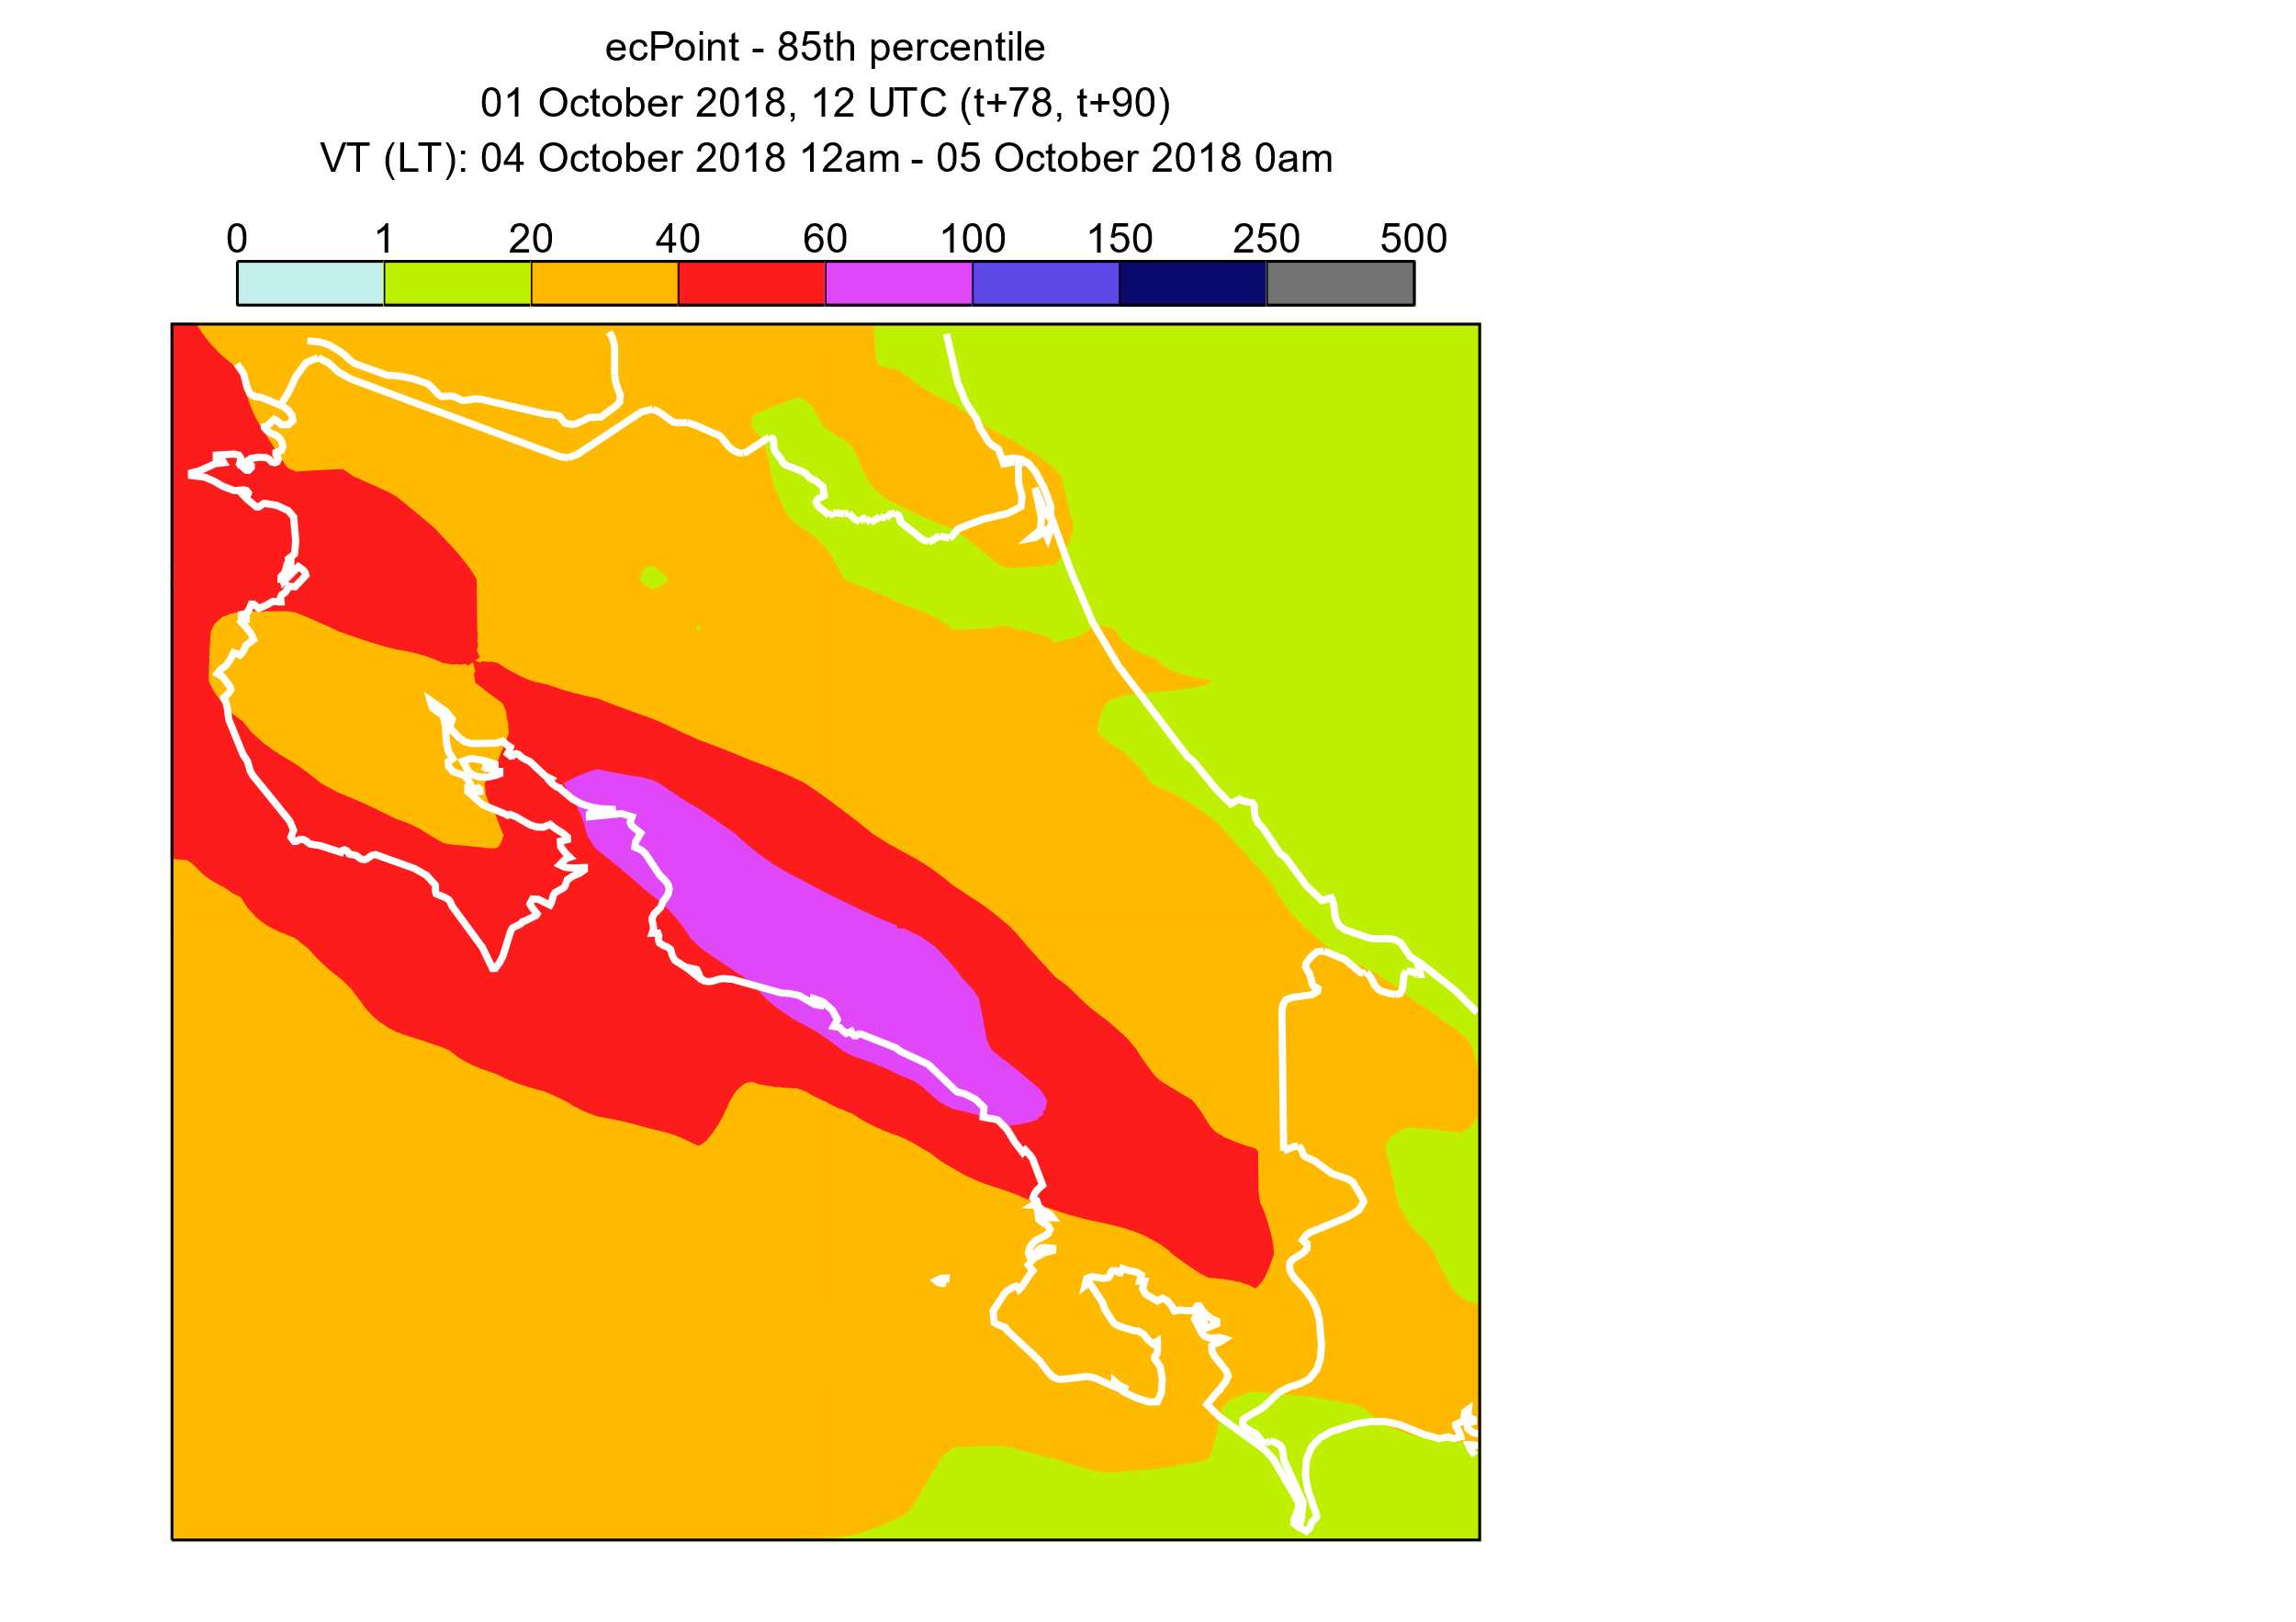 ecPoint - 85th percentile
01 October 2018, 12 UTC (t+78, t+90)
VT (LT): 04 October 2018 12am - 05 October 2018 0am
0 1 20 40 60 100 150 250 500